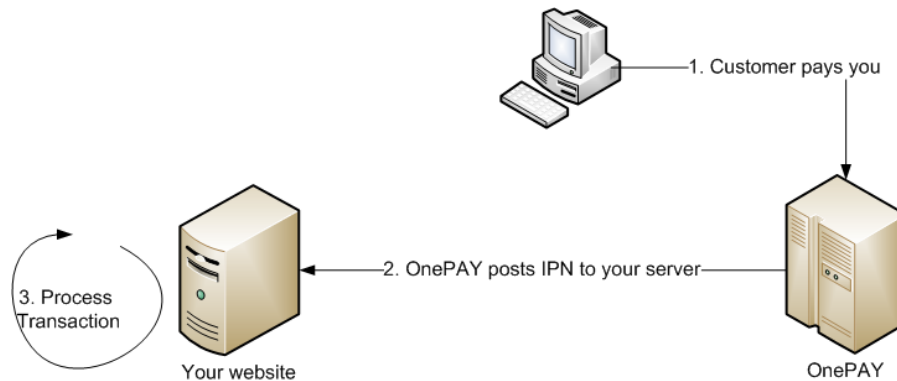 1. Customer pays you
2. OnePAY posts IPN to your server
3. Process
Transaction
Your website
OnePAY